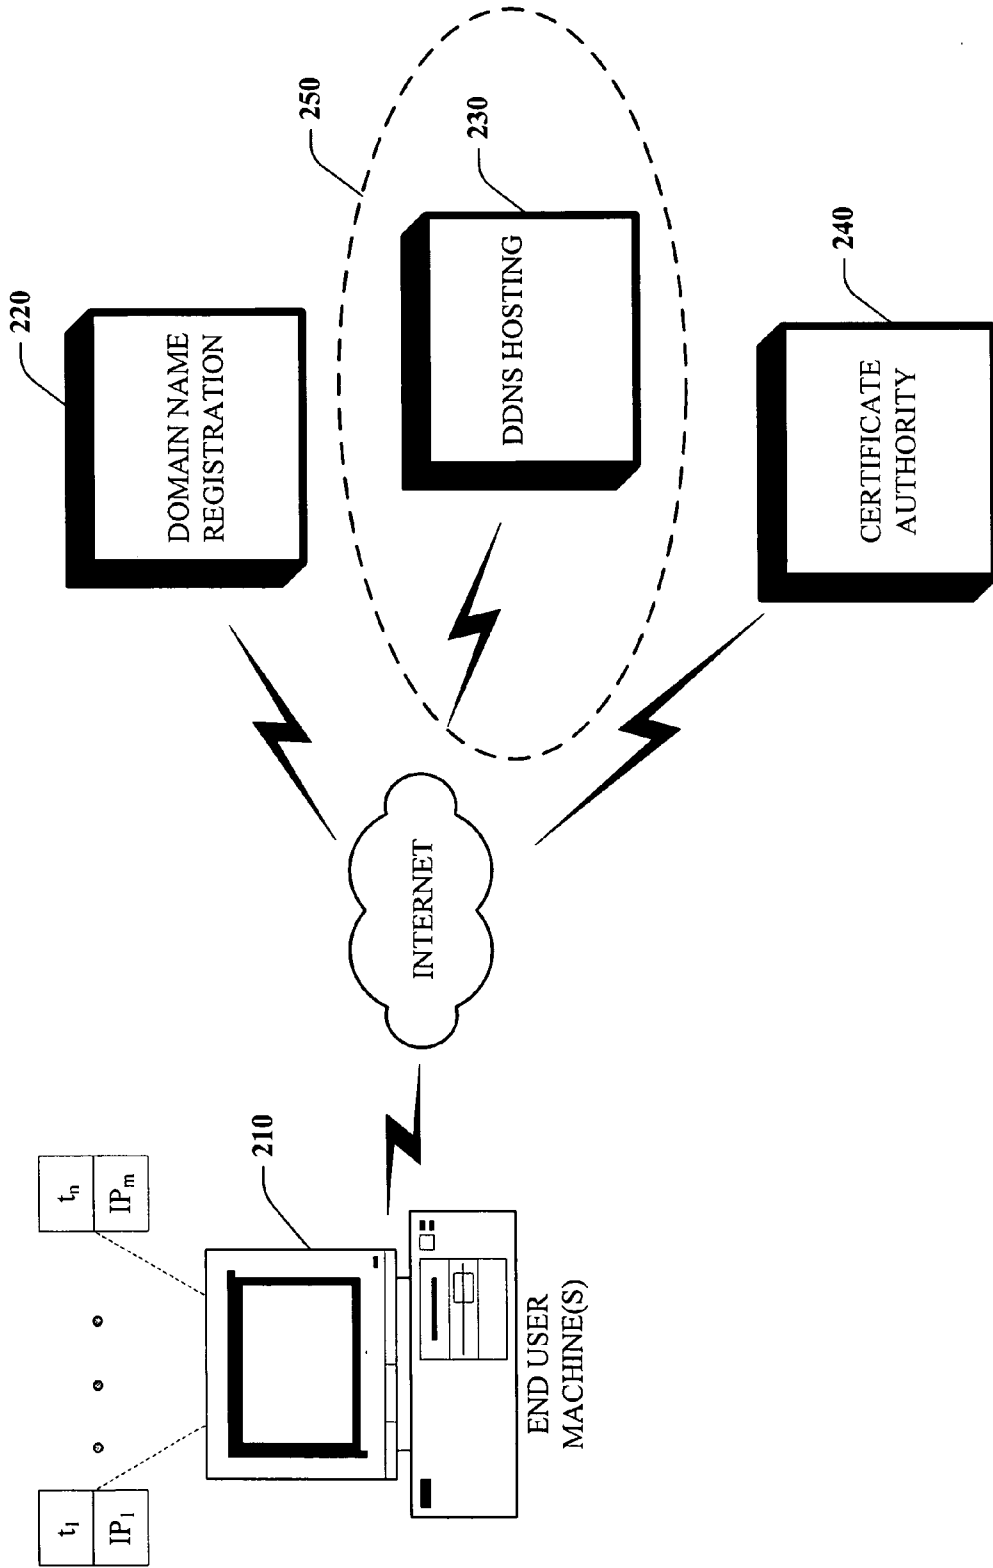 t₁
IP₁
tₙ
IPₘ
210
END USER
MACHINE(S)
INTERNET
220
DOMAIN NAME
REGISTRATION
250
230
DDNS HOSTING
240
CERTIFICATE
AUTHORITY